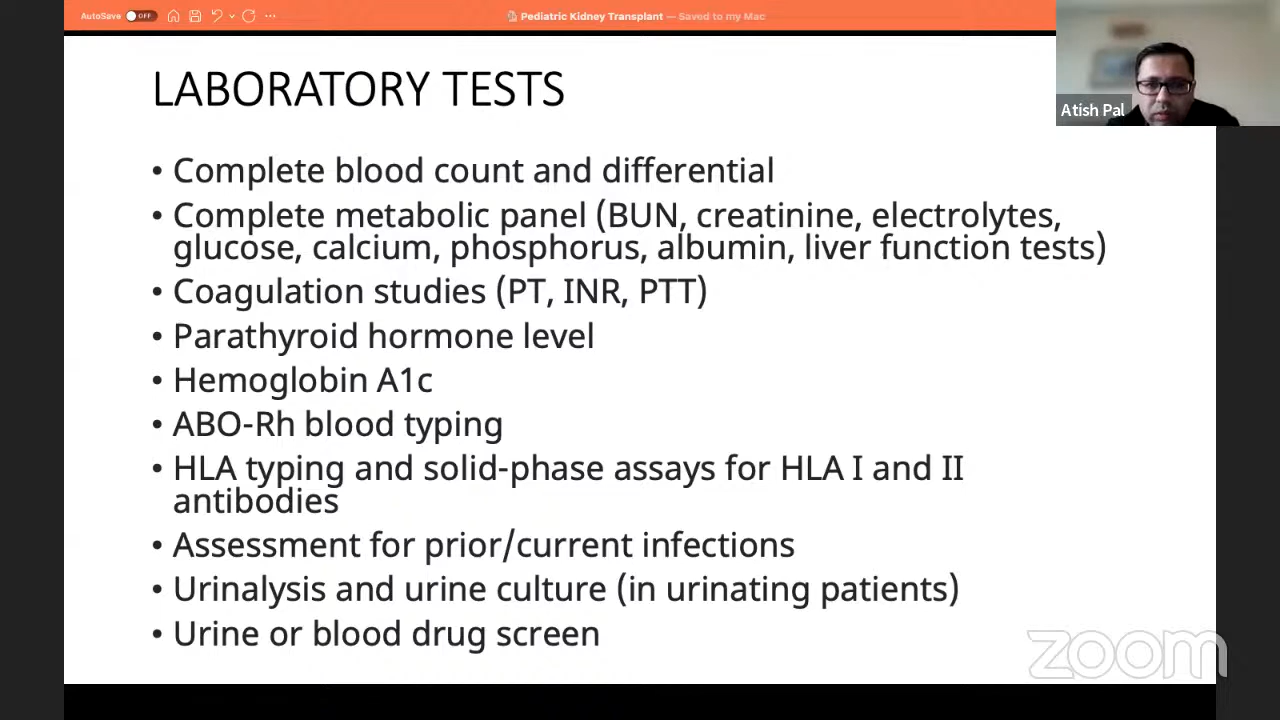 AutoSave OFF
Pediatric Kidney Transplant — Saved to my Mac
LABORATORY TESTS
Atish Pal
• Complete blood count and differential
• Complete metabolic panel (BUN, creatinine, electrolytes,
glucose, calcium, phosphorus, albumin, liver function tests)
• Coagulation studies (PT, INR, PTT)
• Parathyroid hormone level
• Hemoglobin A1c
• ABO-Rh blood typing
• HLA typing and solid-phase assays for HLA I and II
antibodies
• Assessment for prior/current infections
• Urinalysis and urine culture (in urinating patients)
• Urine or blood drug screen
zoom